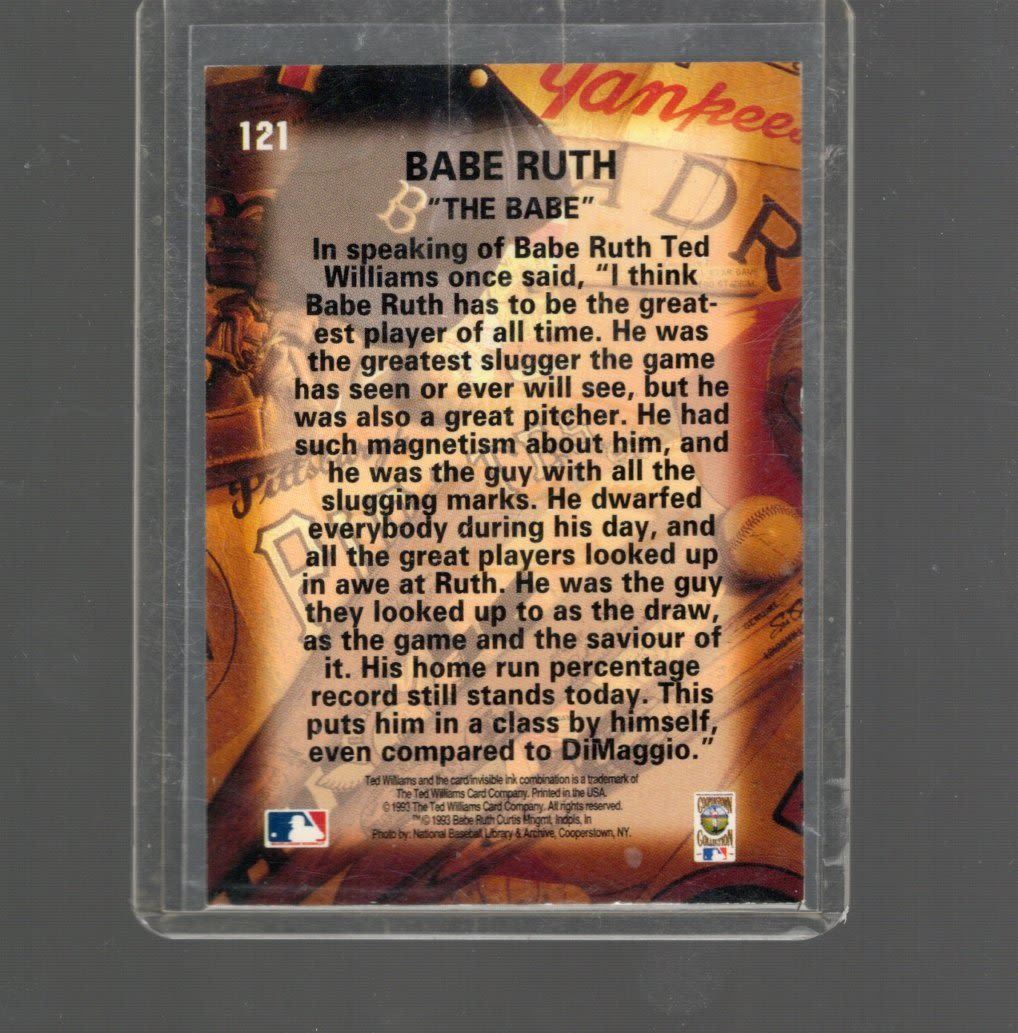 Yankees
121
ADR
BABE RUTH
B
"THE BABE"
In speaking of Babe Ruth Ted
Williams once said, "I think
Babe Ruth has to be the great-
est player of all time. He was
the greatest slugger the game
has seen or ever will see, but he
was also a great pitcher. He had
such magnetism about him, and
he was the guy with all the
slugging marks. He dwarfed
everybody during his day, and
all the great players looked up
in awe at Ruth. He was the guy
they looked up to as the draw,
as the game and the saviour of
it. His home run percentage
record still stands today. This
puts him in a class by himself,
even compared to DiMaggio."
Ted Williams and the card/invisible ink combination is a trademark of
The Ted Williams Card Company. Printed in the USA.
© 1993 The Ted Williams Card Company. All rights reserved.
™/© 1993 Babe Ruth Curtis Mngmt, Indpls, In
Photo by: National Baseball Library & Archive, Cooperstown, NY.
COOPERSTOWN
COLLECTION